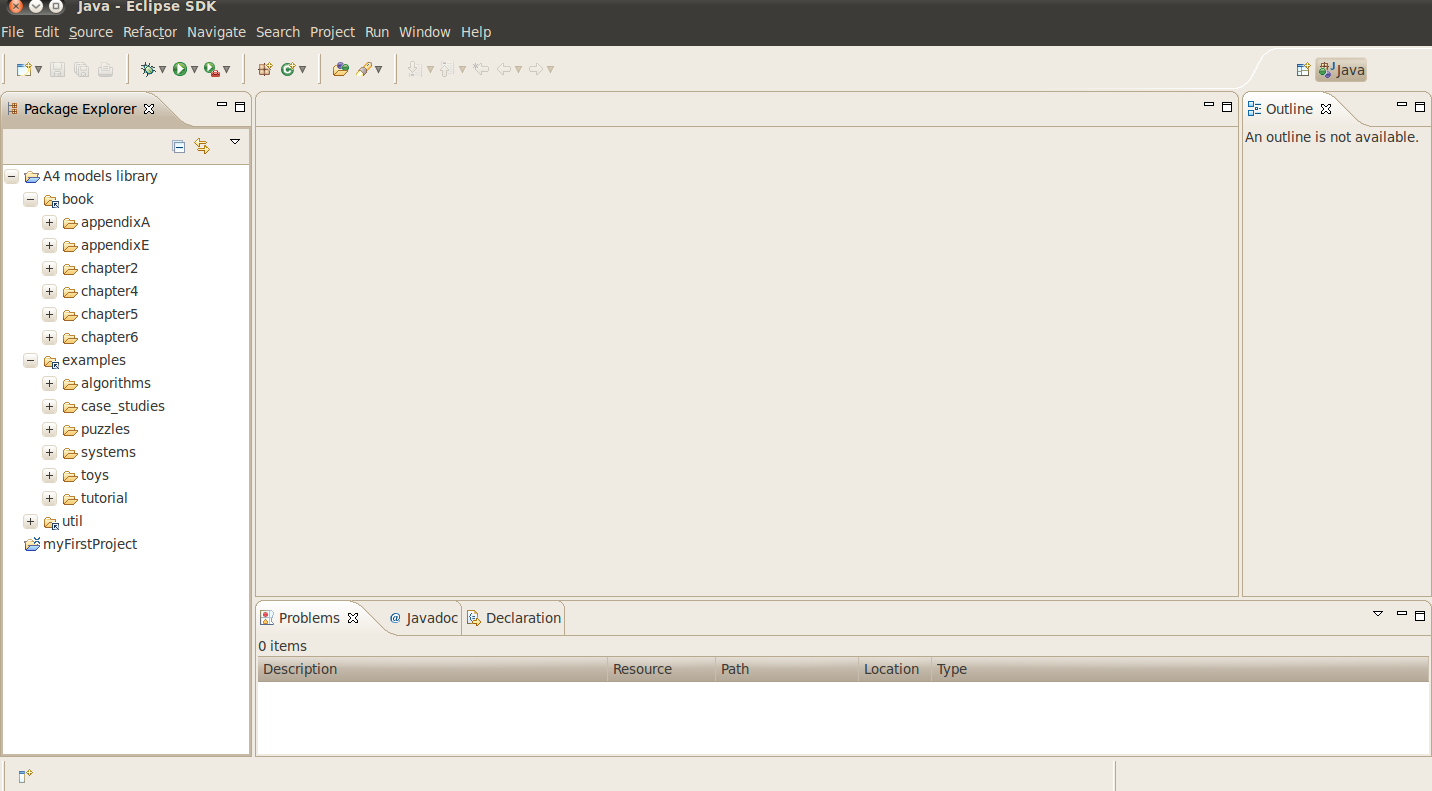 Java - Eclipse SDK
File Edit Source Refactor Navigate Search Project Run Window Help
Java
Package Explorer
Outline
An outline is not available.
A4 models library
book
appendixA
appendixE
chapter2
chapter4
chapter5
chapter6
examples
algorithms
case_studies
puzzles
systems
toys
tutorial
util
myFirstProject
Problems @ Javadoc Declaration
0 items
Description Resource Path Location Type